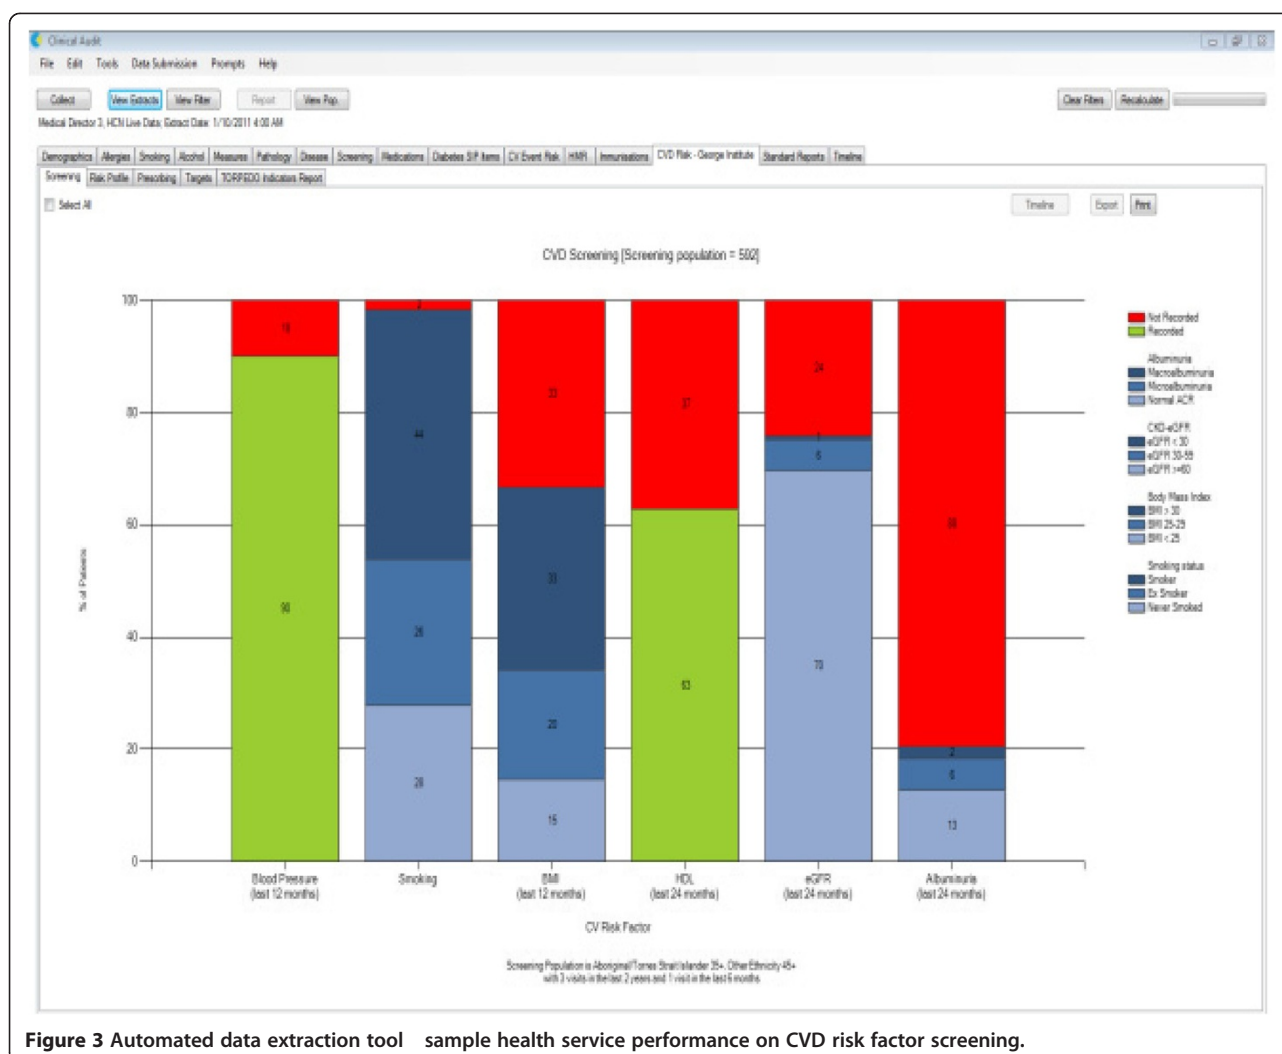 Clinical Audit
File Edit Tools Data Submission Prompts Help
Collect View Extracts View Filter Report View Pop. Clear Filters Recalculate
Medical Director 3, HCN Live Data; Extract Date: 1/10/2011 4:00 AM
Demographics Allergies Smoking Alcohol Measures Pathology Disease Screening Medications Diabetes SIP Items CV Event Risk HMR Immunisations CVD Risk - George Institute Standard Reports Timeline
Screening Risk Profile Prescribing Targets TORPEDO Indicators Report
Select All Timeline Export Print
CVD Screening [Screening population = 592]
% of Patients
100
80
60
40
20
0
10
90
2
44
26
28
33
33
20
15
37
63
24
1
6
70
2
6
13
Not Recorded
Recorded
Albuminuria
Macroalbuminuria
Microalbuminuria
Normal ACR
CKD-eGFR
eGFR < 30
eGFR 30-59
eGFR >=60
Body Mass Index
BMI > 30
BMI 25-29
BMI < 25
Smoking status
Smoker
Ex Smoker
Never Smoked
Blood Pressure Smoking BMI HDL eGFR Albuminuria
(last 12 months) (last 12 months) (last 24 months) (last 24 months) (last 24 months)
CV Risk Factor
Screening Population is Aboriginal/Torres Strait Islander 35+, Other Ethnicity 45+
with 3 visits in the last 2 years and 1 visit in the last 6 months
Figure 3 Automated data extraction tool sample health service performance on CVD risk factor screening.